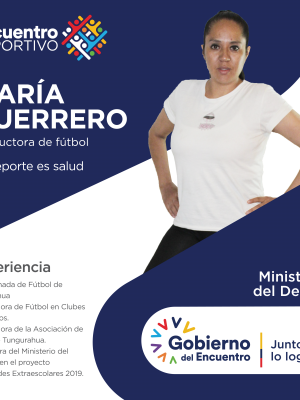 cuentro
PORTIVO
ARÍA
UERRERO
uctora de fútbol
eporte es salud
eriencia
nada de Fútbol de
hua
ora de Fútbol en Clubes
os.
ora de la Asociación de
Tungurahua.
ra del Ministerio del
en el proyecto
des Extraescolares 2019.
Minist
del De
Gobierno
del Encuentro
Junto
lo log